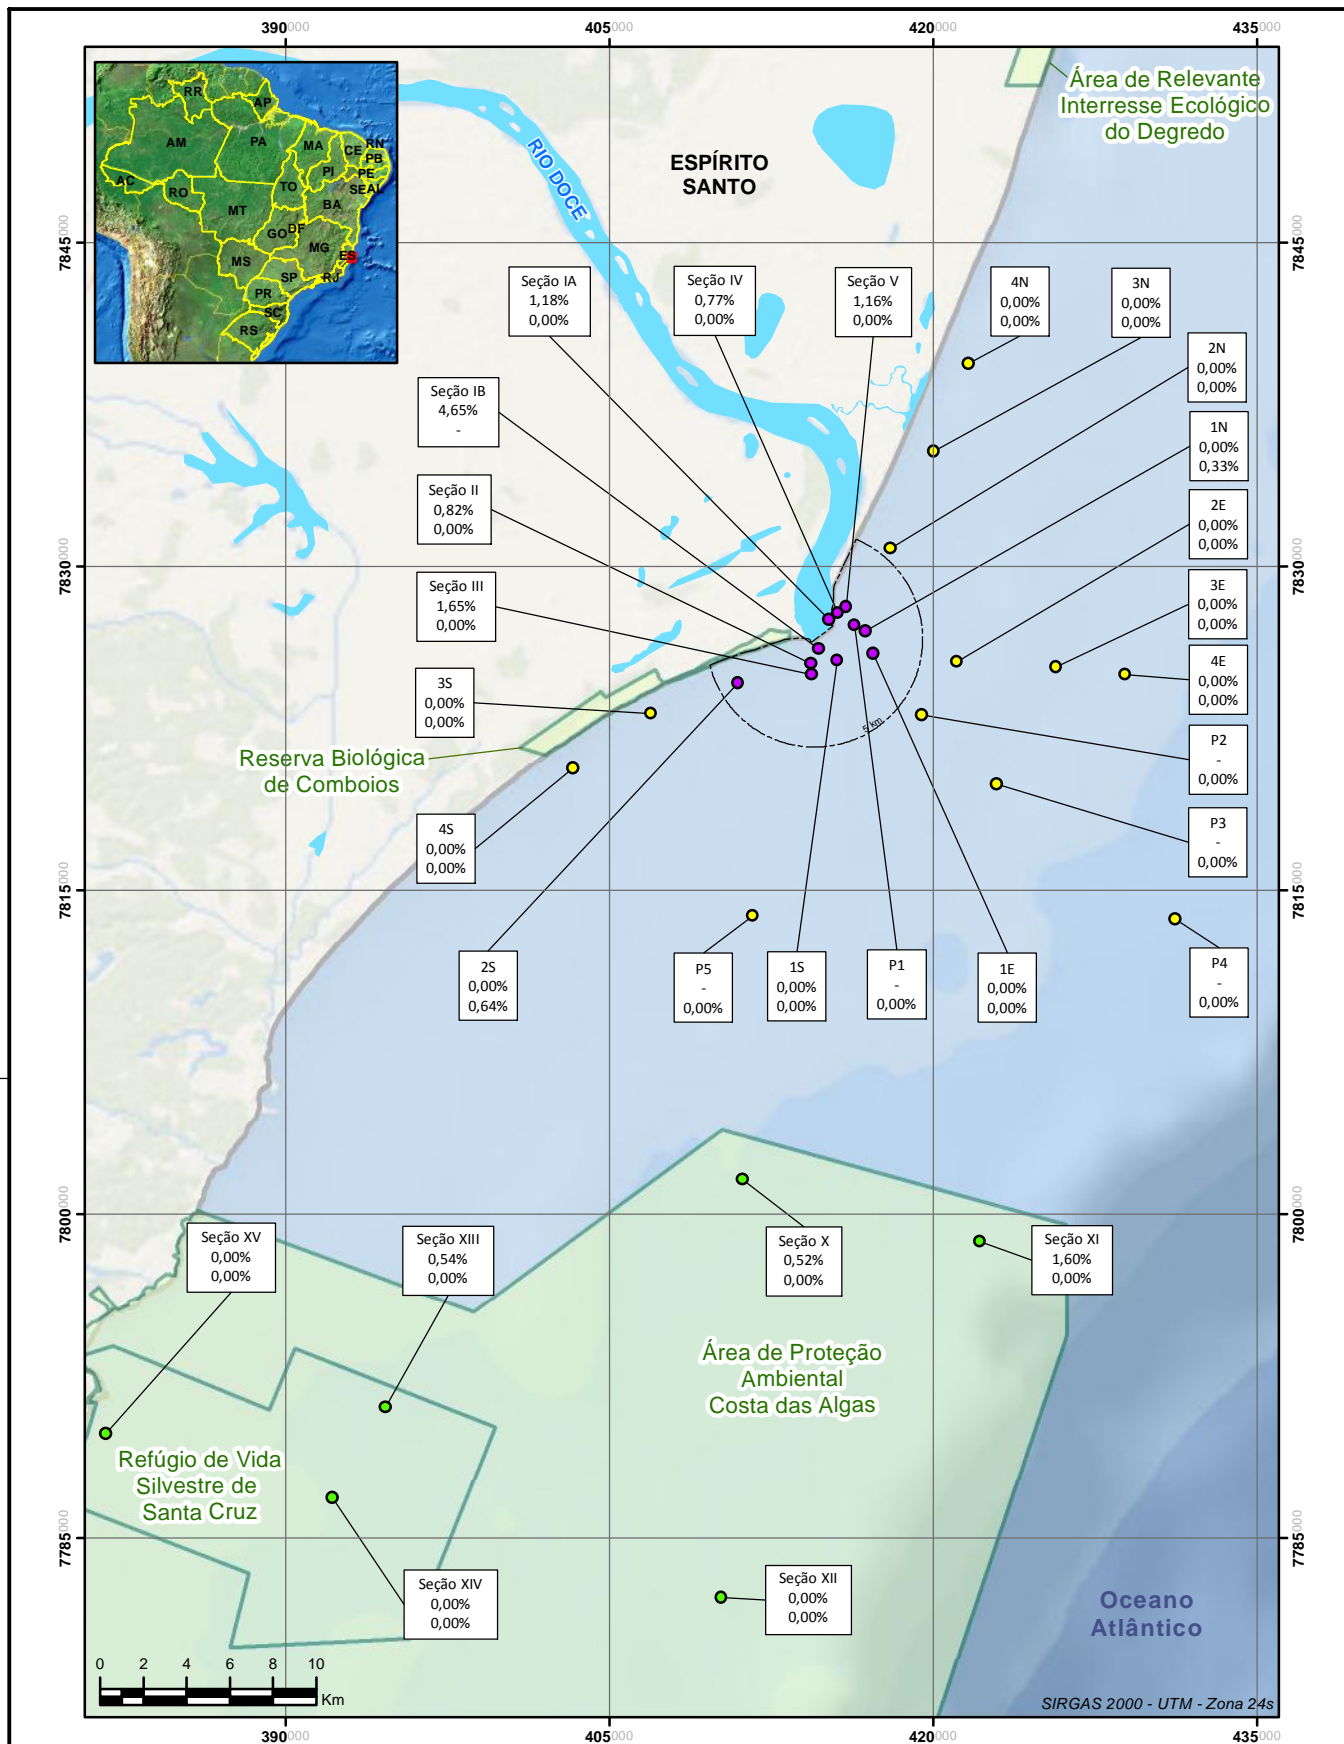 390000
405000
420000
435000
RR
AP
AM
PA
MA
CE
RN
PB
PI
PE
AC
RO
TO
SE
AL
BA
MT
GO
DF
MG
ES
MS
SP
RJ
PR
SC
RS
Área de Relevante
Interresse Ecológico
do Degredo
RIO DOCE
ESPÍRITO
SANTO
7845000
7845000
Seção IA
1,18%
0,00%
Seção IV
0,77%
0,00%
Seção V
1,16%
0,00%
4N
0,00%
0,00%
3N
0,00%
0,00%
2N
0,00%
0,00%
Seção IB
4,65%
-
1N
0,00%
0,33%
Seção II
0,82%
0,00%
2E
0,00%
0,00%
7830000
7830000
Seção III
1,65%
0,00%
3E
0,00%
0,00%
4E
0,00%
0,00%
3S
0,00%
0,00%
5 km
P2
-
0,00%
Reserva Biológica
de Comboios
P3
-
0,00%
4S
0,00%
0,00%
7815000
7815000
2S
0,00%
0,64%
P5
-
0,00%
1S
0,00%
0,00%
P1
-
0,00%
1E
0,00%
0,00%
P4
-
0,00%
7800000
7800000
Seção XV
0,00%
0,00%
Seção XIII
0,54%
0,00%
Seção X
0,52%
0,00%
Seção XI
1,60%
0,00%
Área de Proteção
Ambiental
Costa das Algas
Refúgio de Vida
Silvestre de
Santa Cruz
7785000
7785000
Seção XIV
0,00%
0,00%
Seção XII
0,00%
0,00%
Oceano
Atlântico
0 2 4 6 8 10
Km
SIRGAS 2000 - UTM - Zona 24s
390000
405000
420000
435000